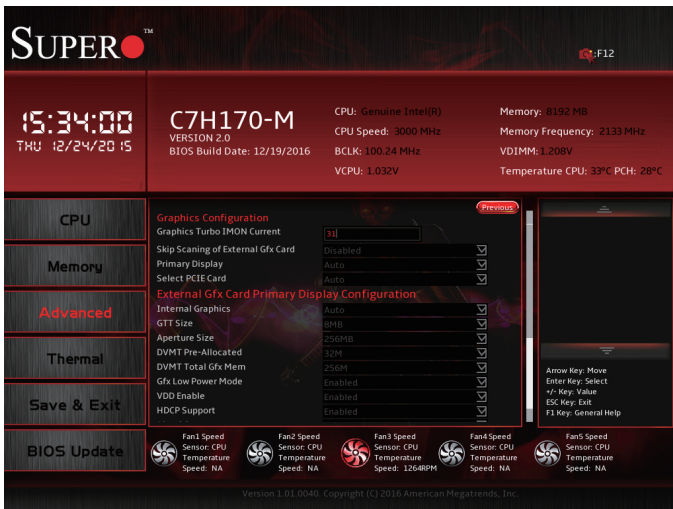 SUPER TM
:F12
15:34:00
THU 12/24/2015
C7H170-M
VERSION 2.0
BIOS Build Date: 12/19/2016
CPU: Genuine Intel(R)
CPU Speed: 3000 MHz
BCLK: 100.24 MHz
VCPU: 1.032V
Memory: 8192 MB
Memory Frequency: 2133 MHz
VDIMM: 1.208V
Temperature CPU: 33°C PCH: 28°C
CPU
Memory
Advanced
Thermal
Save & Exit
BIOS Update
Previous
Graphics Configuration
Graphics Turbo IMON Current 31
Skip Scaning of External Gfx Card Disabled
Primary Display Auto
Select PCIE Card Auto
External Gfx Card Primary Display Configuration
Internal Graphics Auto
GTT Size 8MB
Aperture Size 256MB
DVMT Pre-Allocated 32M
DVMT Total Gfx Mem 256M
Gfx Low Power Mode Enabled
VDD Enable Enabled
HDCP Support Enabled
Arrow Key: Move
Enter Key: Select
+/- Key: Value
ESC Key: Exit
F1 Key: General Help
Fan1 Speed
Sensor: CPU
Temperature
Speed: NA
Fan2 Speed
Sensor: CPU
Temperature
Speed: NA
Fan3 Speed
Sensor: CPU
Temperature
Speed: 1264RPM
Fan4 Speed
Sensor: CPU
Temperature
Speed: NA
Fan5 Speed
Sensor: CPU
Temperature
Speed: NA
Version 1.01.0040. Copyright (C) 2016 American Megatrends, Inc.